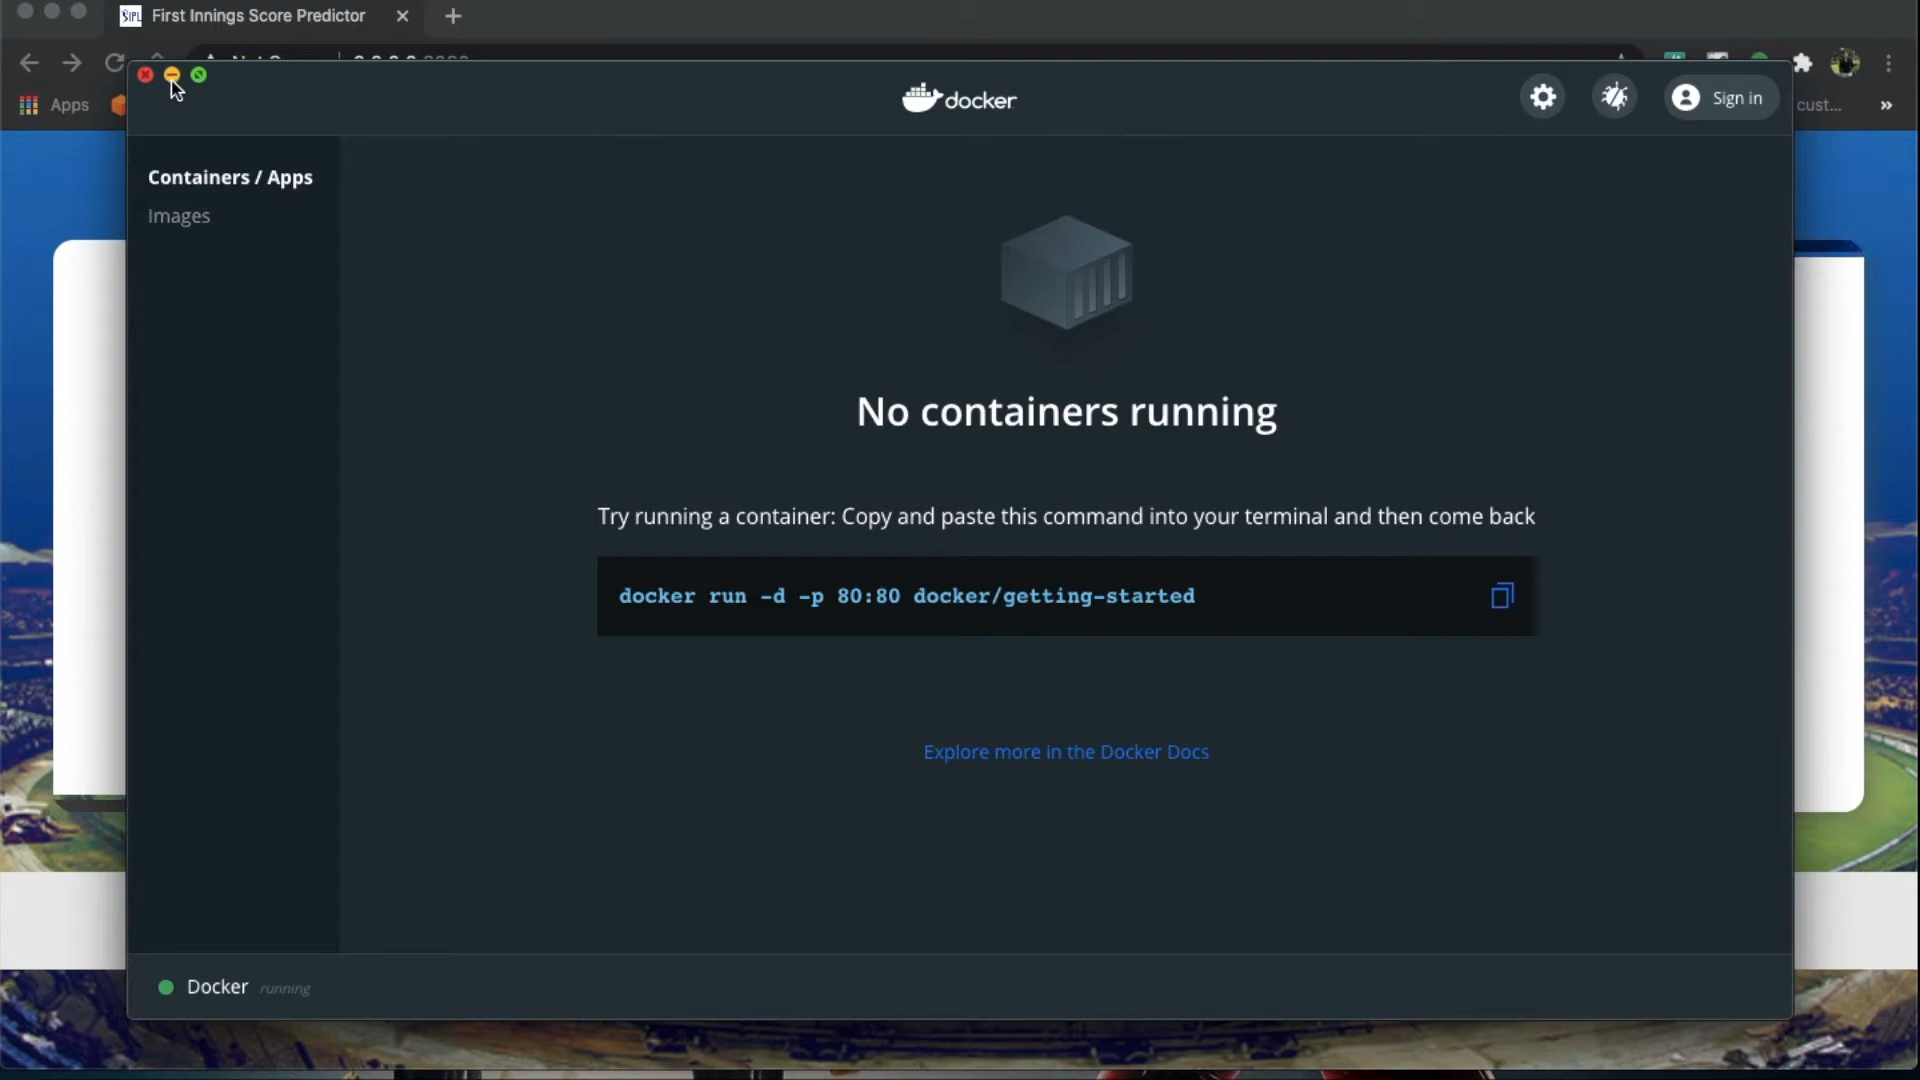 First Innings Score Predictor
Apps
cust...
docker
Sign in
Containers / Apps
Images
No containers running
Try running a container: Copy and paste this command into your terminal and then come back
docker run -d -p 80:80 docker/getting-started
Explore more in the Docker Docs
Docker running